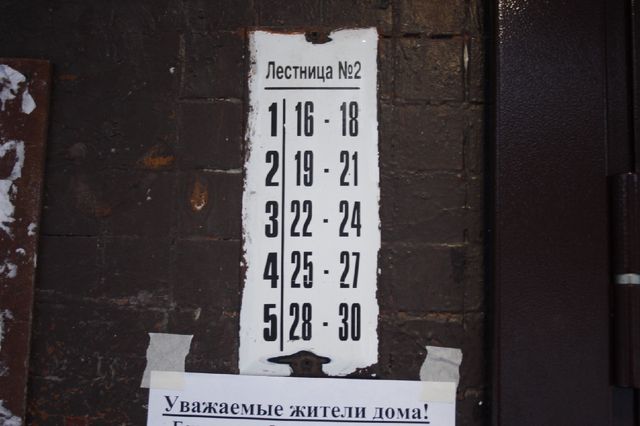 Лестница №2
1 16 - 18
2 19 - 21
3 22 - 24
4 25 - 27
5 28 - 30
Уважаемые жители дома!